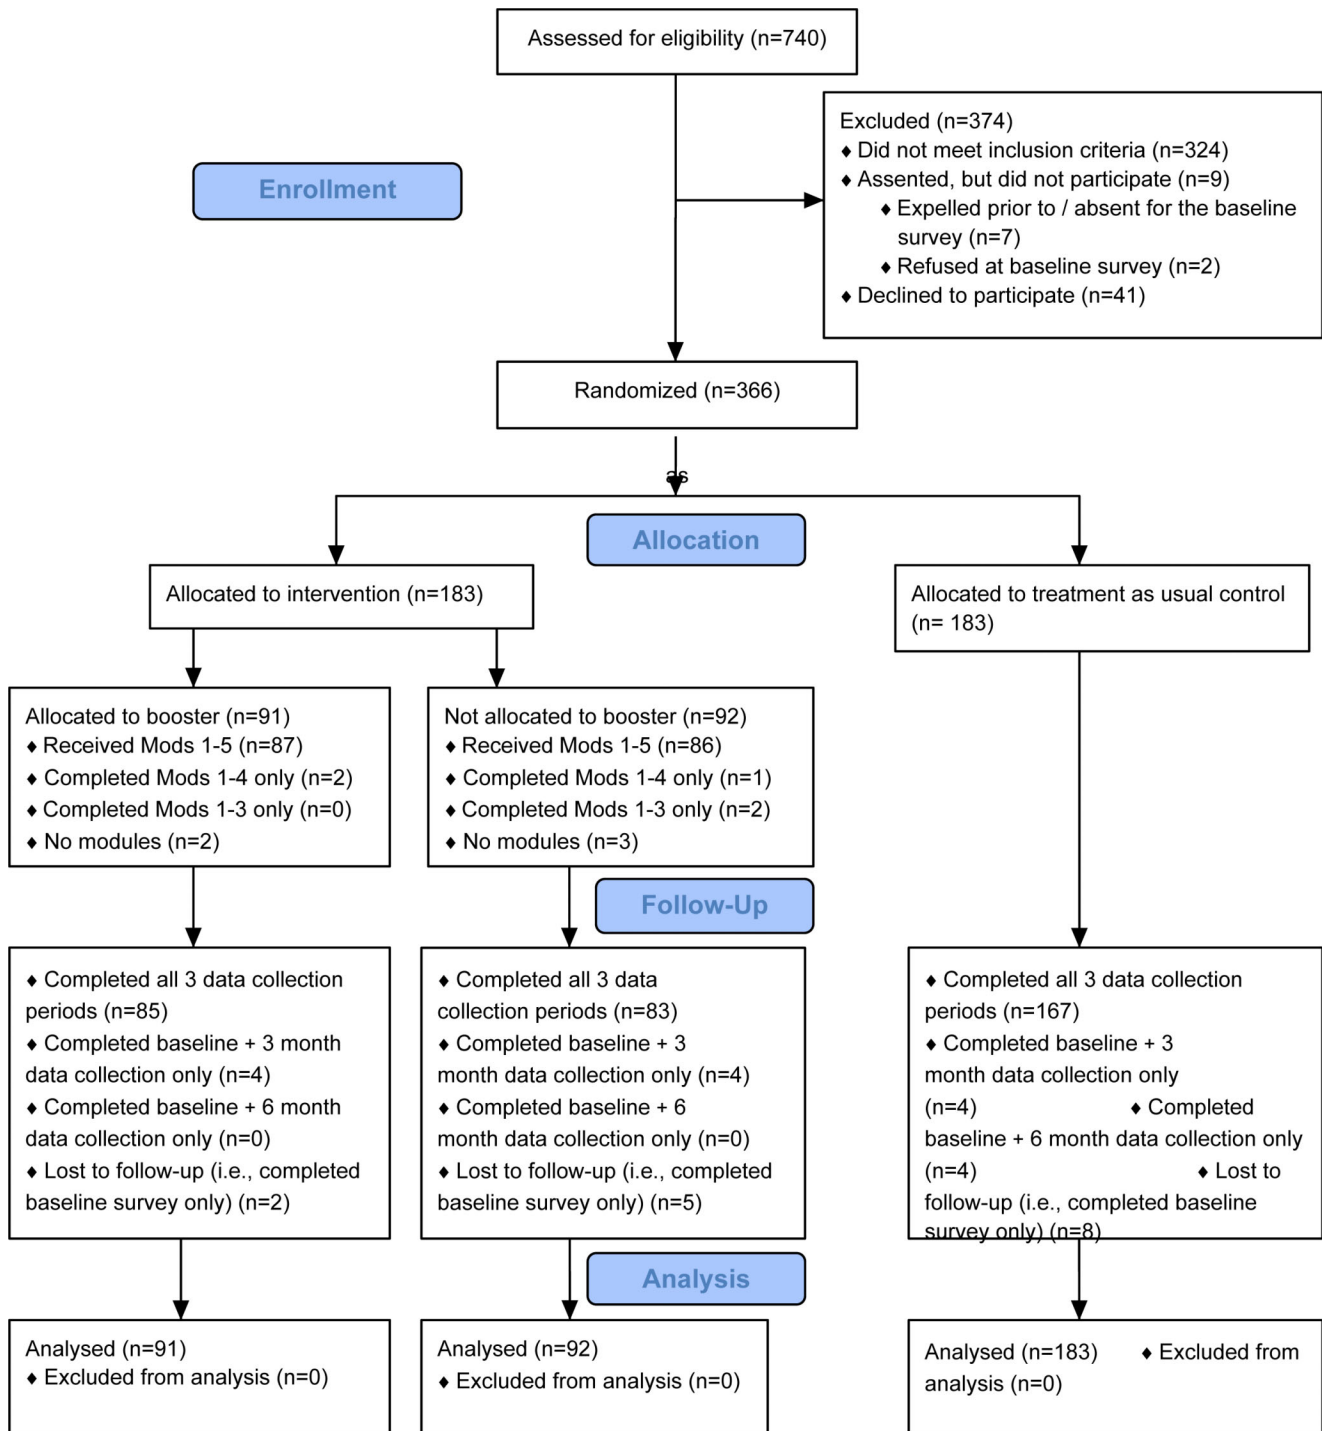 Assessed for eligibility (n=740)
Excluded (n=374)
♦ Did not meet inclusion criteria (n=324)
♦ Assented, but did not participate (n=9)
♦ Expelled prior to / absent for the baseline
survey (n=7)
♦ Refused at baseline survey (n=2)
♦ Declined to participate (n=41)
Enrollment
Randomized (n=366)
as
Allocation
Allocated to intervention (n=183)
Allocated to treatment as usual control
(n= 183)
Allocated to booster (n=91)
♦ Received Mods 1-5 (n=87)
♦ Completed Mods 1-4 only (n=2)
♦ Completed Mods 1-3 only (n=0)
♦ No modules (n=2)
Not allocated to booster (n=92)
♦ Received Mods 1-5 (n=86)
♦ Completed Mods 1-4 only (n=1)
♦ Completed Mods 1-3 only (n=2)
♦ No modules (n=3)
Follow-Up
♦ Completed all 3 data collection
periods (n=85)
♦ Completed baseline + 3 month
data collection only (n=4)
♦ Completed baseline + 6 month
data collection only (n=0)
♦ Lost to follow-up (i.e., completed
baseline survey only) (n=2)
♦ Completed all 3 data
collection periods (n=83)
♦ Completed baseline + 3
month data collection only (n=4)
♦ Completed baseline + 6
month data collection only (n=0)
♦ Lost to follow-up (i.e., completed
baseline survey only) (n=5)
♦ Completed all 3 data collection
periods (n=167)
♦ Completed baseline + 3
month data collection only
(n=4) ♦ Completed
baseline + 6 month data collection only
(n=4) ♦ Lost to
follow-up (i.e., completed baseline
survey only) (n=8)
Analysis
Analysed (n=91)
♦ Excluded from analysis (n=0)
Analysed (n=92)
♦ Excluded from analysis (n=0)
Analysed (n=183) ♦ Excluded from
analysis (n=0)